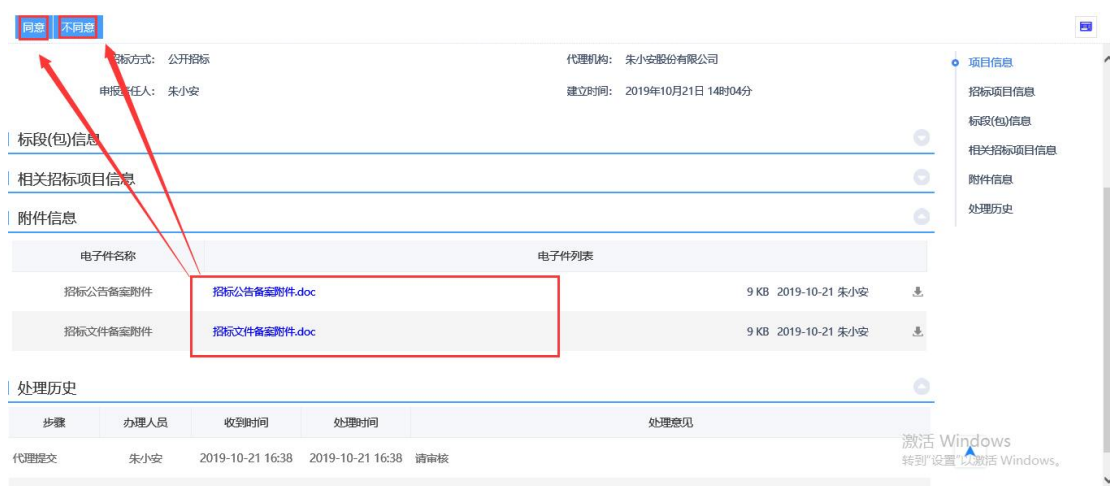 同意 不同意
招标方式： 公开招标 代理机构： 朱小安股份有限公司
申报责任人： 朱小安 建立时间： 2019年10月21日 14时04分
标段(包)信息
相关招标项目信息
附件信息
电子件名称 电子件列表
招标公告备案附件 招标公告备案附件.doc 9 KB 2019-10-21 朱小安
招标文件备案附件 招标文件备案附件.doc 9 KB 2019-10-21 朱小安
处理历史
步骤 办理人员 收到时间 处理时间 处理意见
代理提交 朱小安 2019-10-21 16:38 2019-10-21 16:38 请审核
项目信息
招标项目信息
标段(包)信息
相关招标项目信息
附件信息
处理历史
激活 Windows
转到"设置"以激活 Windows。